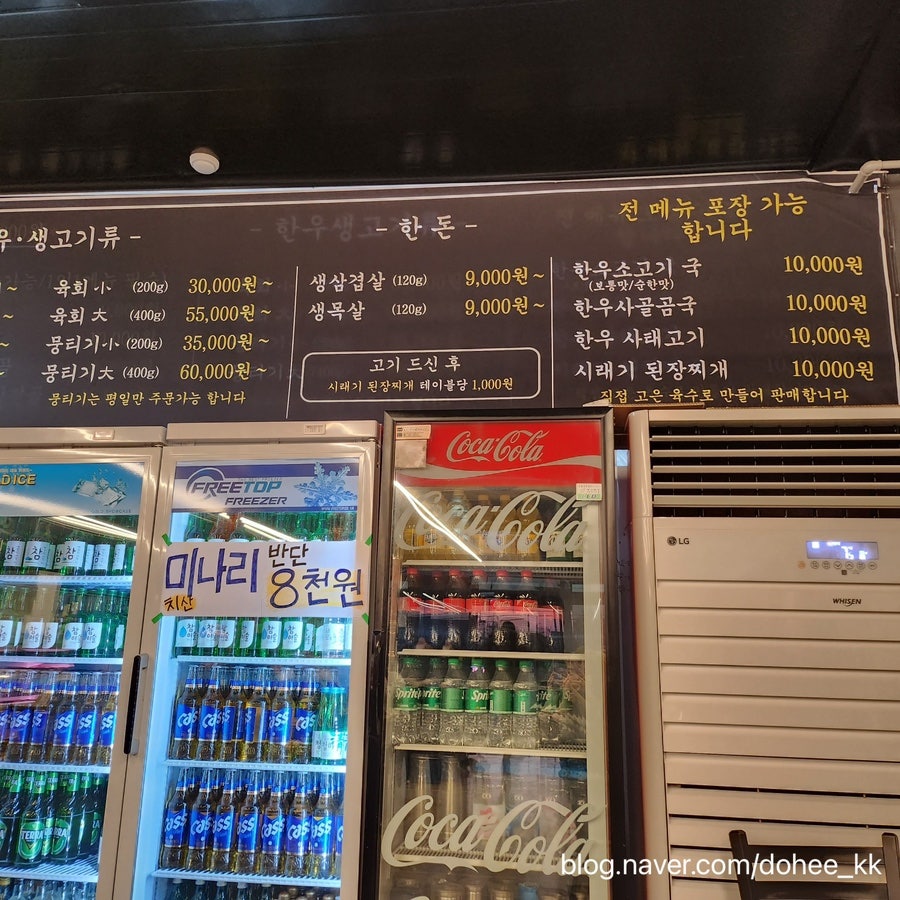 우·생고기류 -
육회 小 (200g) 30,000원 ~
육회 大 (400g) 55,000원 ~
뭉티기 小 (200g) 35,000원 ~
뭉티기 大 (400g) 60,000원 ~
뭉티기는 평일만 주문가능 합니다
- 한 돈 -
생삼겹살 (120g) 9,000원 ~
생목살 (120g) 9,000원 ~
고기 드신 후
시래기 된장찌개 테이블당 1,000원
전 메뉴 포장 가능
합니다
한우소고기 국 10,000원
(보통맛/순한맛)
한우사골곰국 10,000원
한우 사태고기 10,000원
시래기 된장찌개 10,000원
직접 고은 육수로 만들어 판매합니다
DICE
FREETOP
FREEZER
미나리 반단
치산 8천원
Coca-Cola
Coca-Cola
Sprite
Cass
TERRA
Coca-Cola
LG
WHISEN
blog.naver.com/dohee_kk